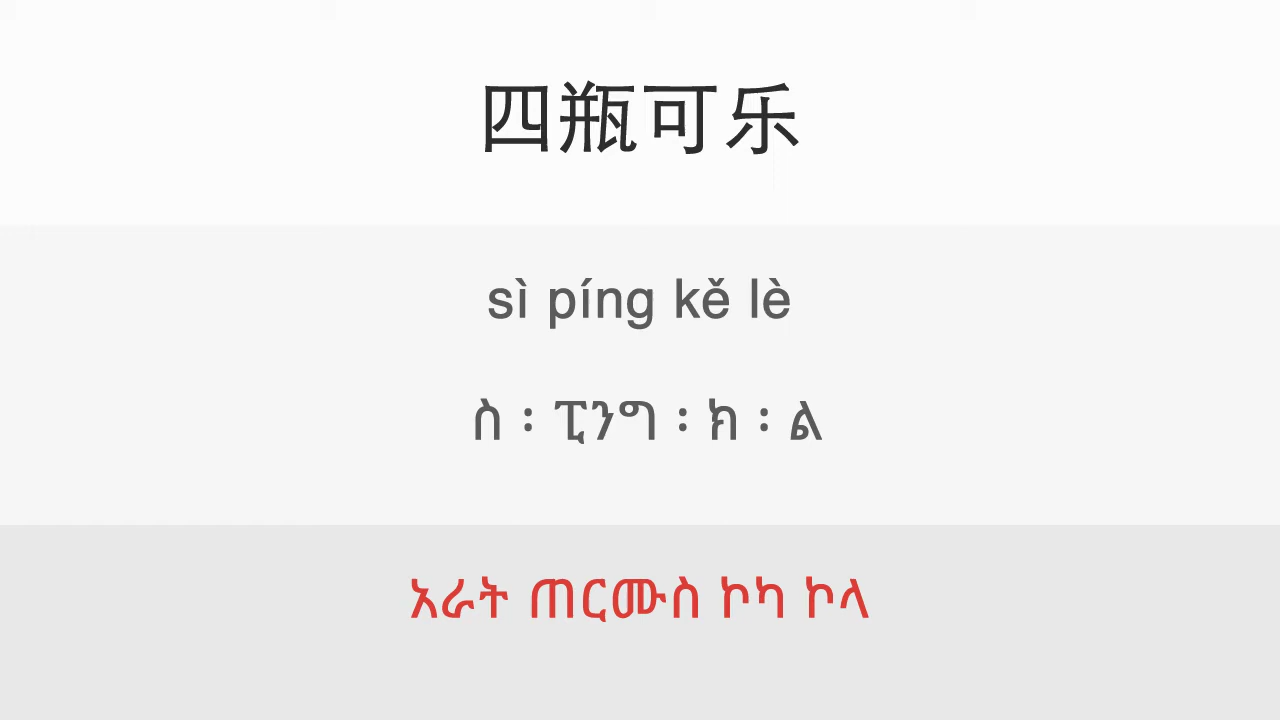 四瓶可乐
sì píng kě lè
ስ ፡ ፒንግ ፡ ክ ፡ ል
አራት ጠርሙስ ኮካ ኮላ